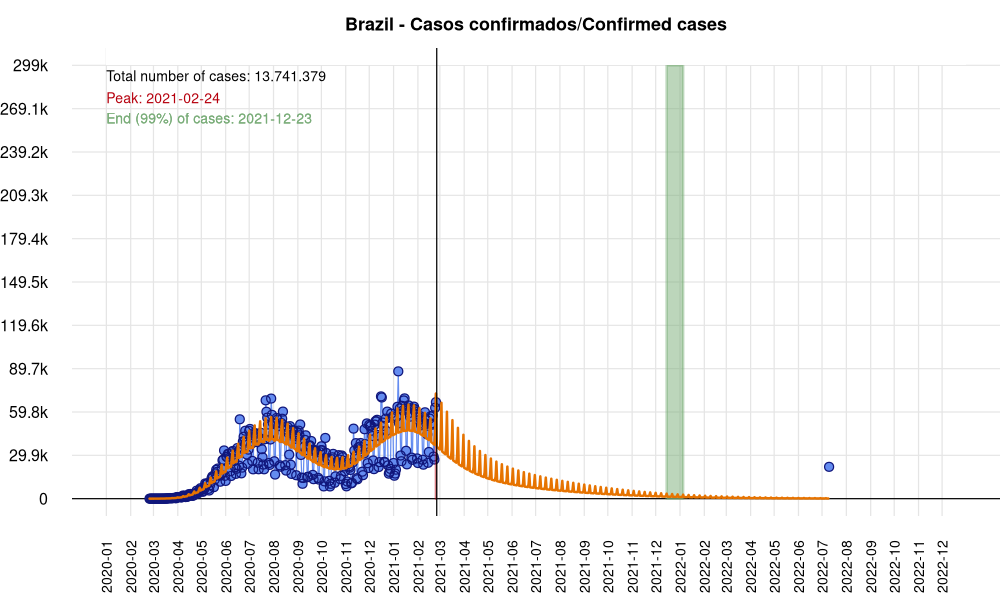 Brazil - Casos confirmados/Confirmed cases
Total number of cases: 13.741.379
Peak: 2021-02-24
End (99%) of cases: 2021-12-23
299k
269.1k
239.2k
209.3k
179.4k
149.5k
119.6k
89.7k
59.8k
29.9k
0
2020-01
2020-02
2020-03
2020-04
2020-05
2020-06
2020-07
2020-08
2020-09
2020-10
2020-11
2020-12
2021-01
2021-02
2021-03
2021-04
2021-05
2021-06
2021-07
2021-08
2021-09
2021-10
2021-11
2021-12
2022-01
2022-02
2022-03
2022-04
2022-05
2022-06
2022-07
2022-08
2022-09
2022-10
2022-11
2022-12